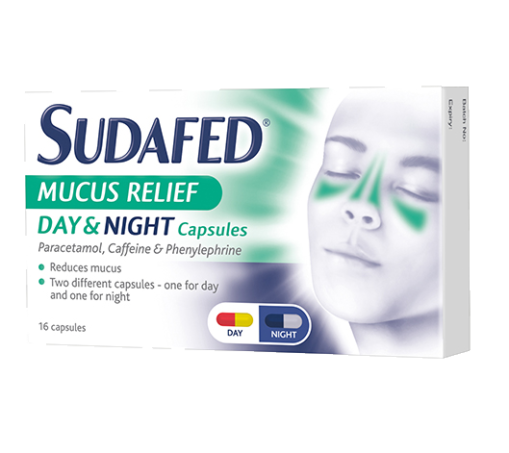 SUDAFED®
MUCUS RELIEF
DAY & NIGHT Capsules
Paracetamol, Caffeine & Phenylephrine
• Reduces mucus
• Two different capsules - one for day
and one for night
16 capsules
DAY
NIGHT
Batch No:
Expiry: